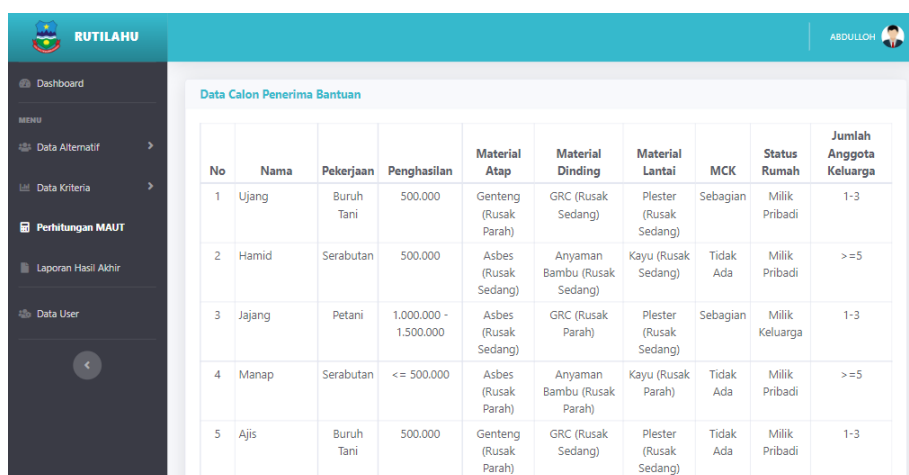 RUTILAHU
ABDULLOH
Dashboard
MENU
Data Alternatif
Data Kriteria
Perhitungan MAUT
Laporan Hasil Akhir
Data User
Data Calon Penerima Bantuan
No Nama Pekerjaan Penghasilan Material Atap Material Dinding Material Lantai MCK Status Rumah Jumlah Anggota Keluarga
1 Ujang Buruh Tani 500.000 Genteng (Rusak Parah) GRC (Rusak Sedang) Plester (Rusak Sedang) Sebagian Milik Pribadi 1-3
2 Hamid Serabutan 500.000 Asbes (Rusak Sedang) Anyaman Bambu (Rusak Sedang) Kayu (Rusak Sedang) Tidak Ada Milik Pribadi >=5
3 Jajang Petani 1.000.000 - 1.500.000 Asbes (Rusak Sedang) GRC (Rusak Parah) Plester (Rusak Sedang) Sebagian Milik Keluarga 1-3
4 Manap Serabutan <= 500.000 Asbes (Rusak Parah) Anyaman Bambu (Rusak Parah) Kayu (Rusak Parah) Tidak Ada Milik Pribadi >=5
5 Ajis Buruh Tani 500.000 Genteng (Rusak Parah) GRC (Rusak Sedang) Plester (Rusak Sedang) Tidak Ada Milik Pribadi 1-3